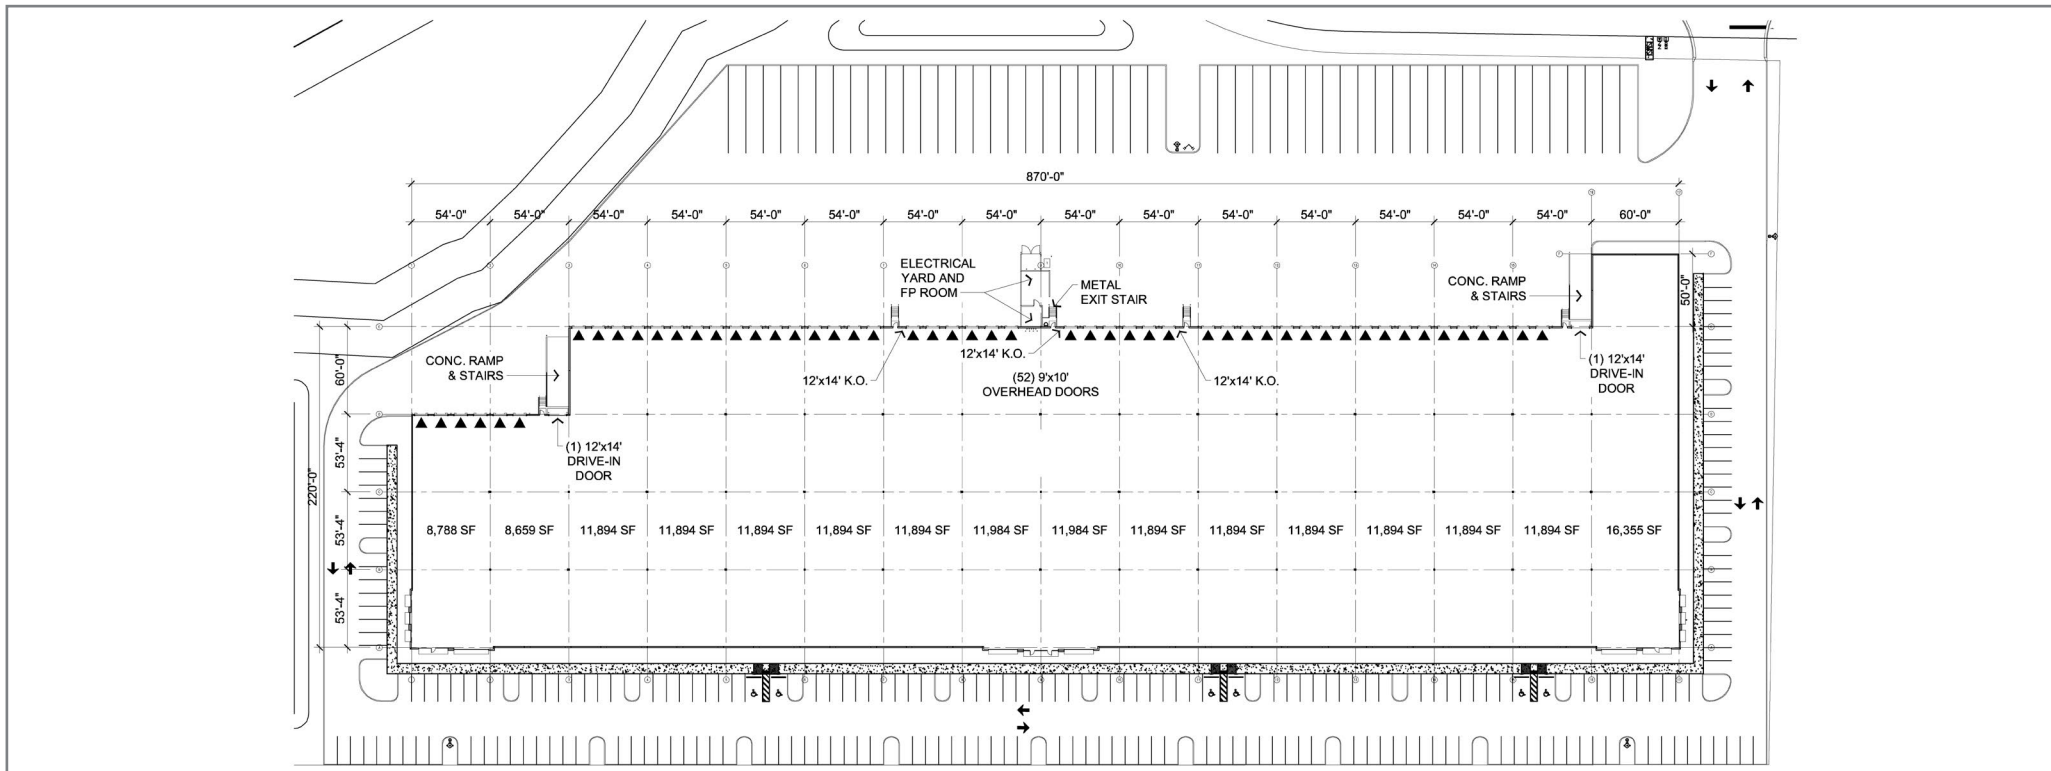 870'-0"
54'-0" 54'-0" 54'-0" 54'-0" 54'-0" 54'-0" 54'-0" 54'-0" 54'-0" 54'-0" 54'-0" 54'-0" 54'-0" 54'-0" 54'-0" 60'-0"
ELECTRICAL
YARD AND
FP ROOM
METAL
EXIT STAIR
CONC. RAMP
& STAIRS
50'-0"
CONC. RAMP
& STAIRS
60'-0"
12'x14' K.O.
12'x14' K.O.
12'x14' K.O.
(52) 9'x10'
OVERHEAD DOORS
(1) 12'x14'
DRIVE-IN
DOOR
(1) 12'x14'
DRIVE-IN
DOOR
220'-0"
53'-4"
53'-4"
53'-4"
8,788 SF 8,659 SF 11,894 SF 11,894 SF 11,894 SF 11,894 SF 11,894 SF 11,984 SF 11,984 SF 11,894 SF 11,894 SF 11,894 SF 11,894 SF 11,894 SF 11,894 SF 16,355 SF